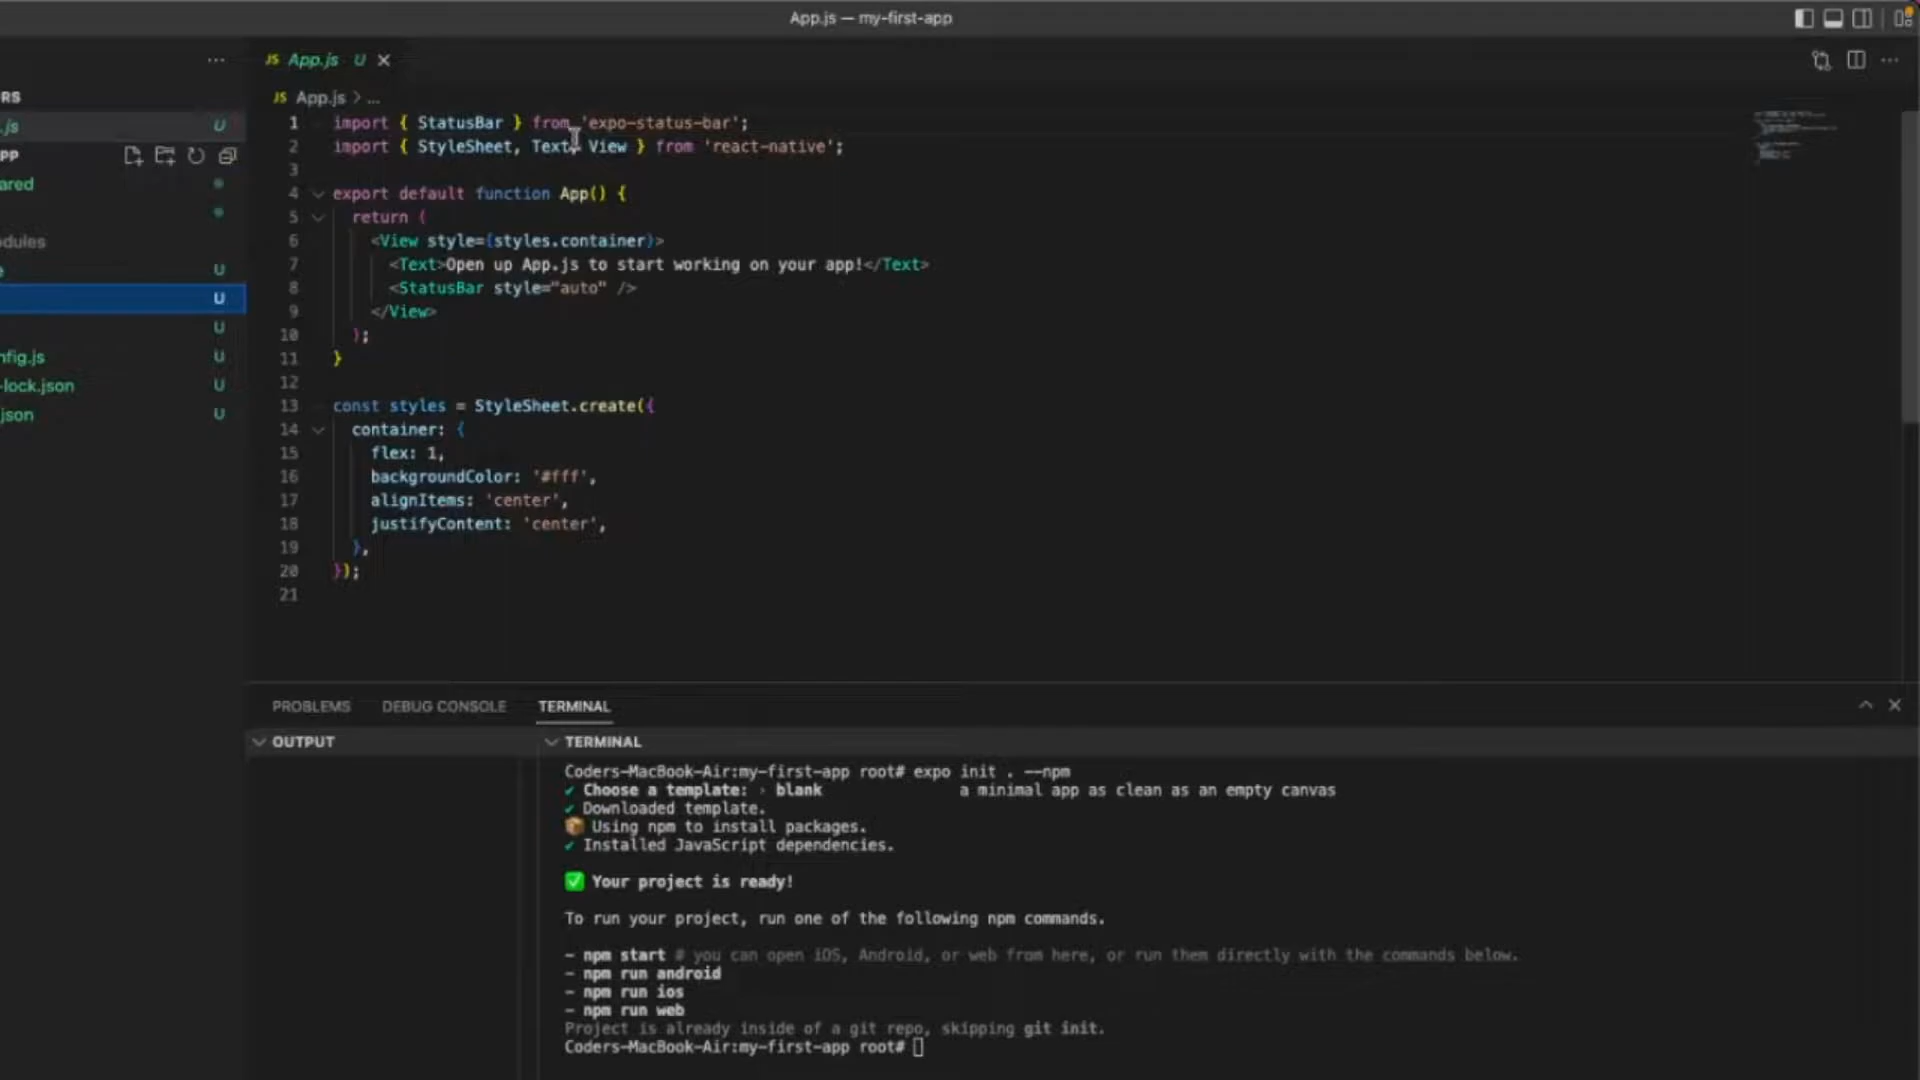 App.js — my-first-app
JS App.js U
RS
.js U
PP
ared
odules
e U
U
U
nfig.js U
-lock.json U
json U
JS App.js > ...
1 import { StatusBar } from 'expo-status-bar';
2 import { StyleSheet, Text, View } from 'react-native';
3
4 export default function App() {
5 return (
6 <View style={styles.container}>
7 <Text>Open up App.js to start working on your app!</Text>
8 <StatusBar style="auto" />
9 </View>
10 );
11 }
12
13 const styles = StyleSheet.create({
14 container: {
15 flex: 1,
16 backgroundColor: '#fff',
17 alignItems: 'center',
18 justifyContent: 'center',
19 },
20 });
21
PROBLEMS DEBUG CONSOLE TERMINAL
OUTPUT
TERMINAL
Coders-MacBook-Air:my-first-app root# expo init . --npm
✔ Choose a template: › blank a minimal app as clean as an empty canvas
✔ Downloaded template.
📦 Using npm to install packages.
✔ Installed JavaScript dependencies.
✅ Your project is ready!
To run your project, run one of the following npm commands.
- npm start # you can open iOS, Android, or web from here, or run them directly with the commands below.
- npm run android
- npm run ios
- npm run web
Project is already inside of a git repo, skipping git init.
Coders-MacBook-Air:my-first-app root#